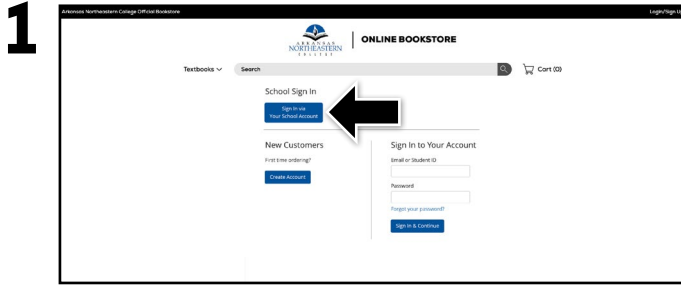 1
Arkansas Northeastern College Official Bookstore
Login/Sign U
ARKANSAS
NORTHEASTERN
COLLEGE
ONLINE BOOKSTORE
Textbooks
Search
Cart (0)
School Sign In
Sign In via
Your School Account
New Customers
First time ordering?
Create Account
Sign In to Your Account
Email or Student ID
Password
Forgot your password?
Sign In & Continue